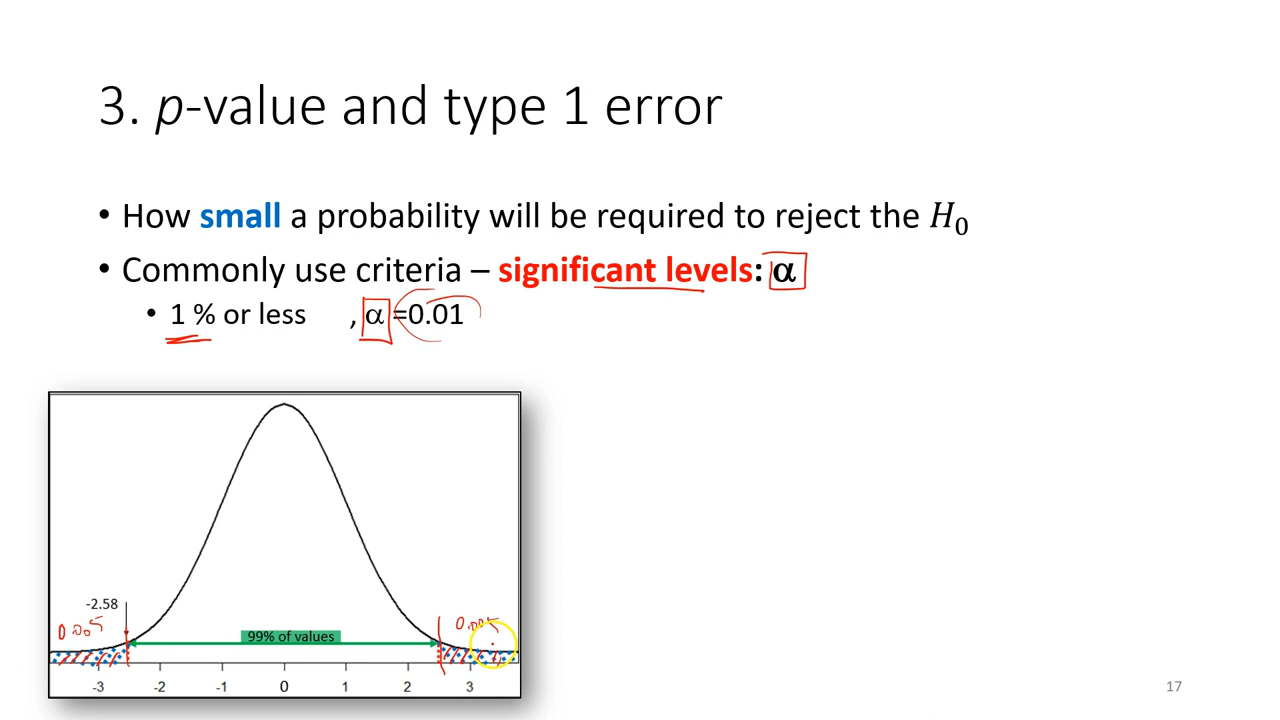 3. p-value and type 1 error
• How small a probability will be required to reject the H₀
• Commonly use criteria – significant levels: α
• 1 % or less , α =0.01
-2.58
0.005
0.005
99% of values
-3 -2 -1 0 1 2 3
17